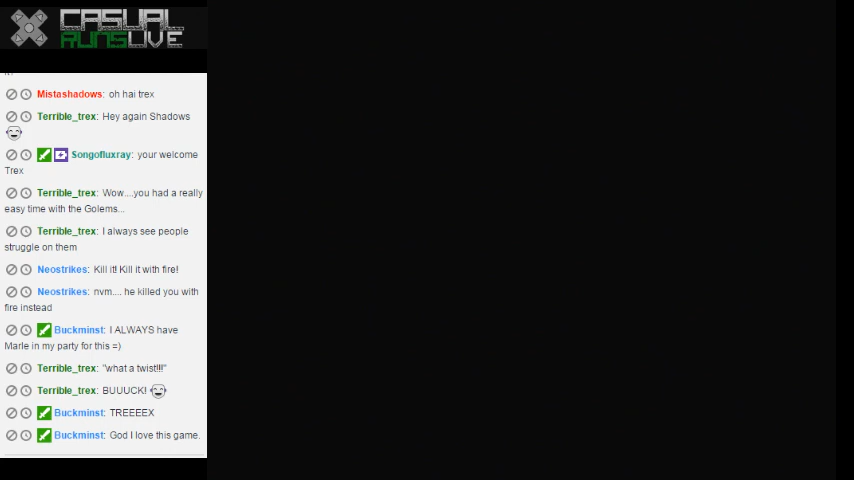 CASUAL
RUNSLIVE
Mistashadows: oh hai trex
Terrible_trex: Hey again Shadows
Songofluxray: your welcome
Trex
Terrible_trex: Wow....you had a really
easy time with the Golems...
Terrible_trex: I always see people
struggle on them
Neostrikes: Kill it! Kill it with fire!
Neostrikes: nvm.... he killed you with
fire instead
Buckminst: I ALWAYS have
Marle in my party for this =)
Terrible_trex: "what a twist!!!"
Terrible_trex: BUUUCK!
Buckminst: TREEEEX
Buckminst: God I love this game.